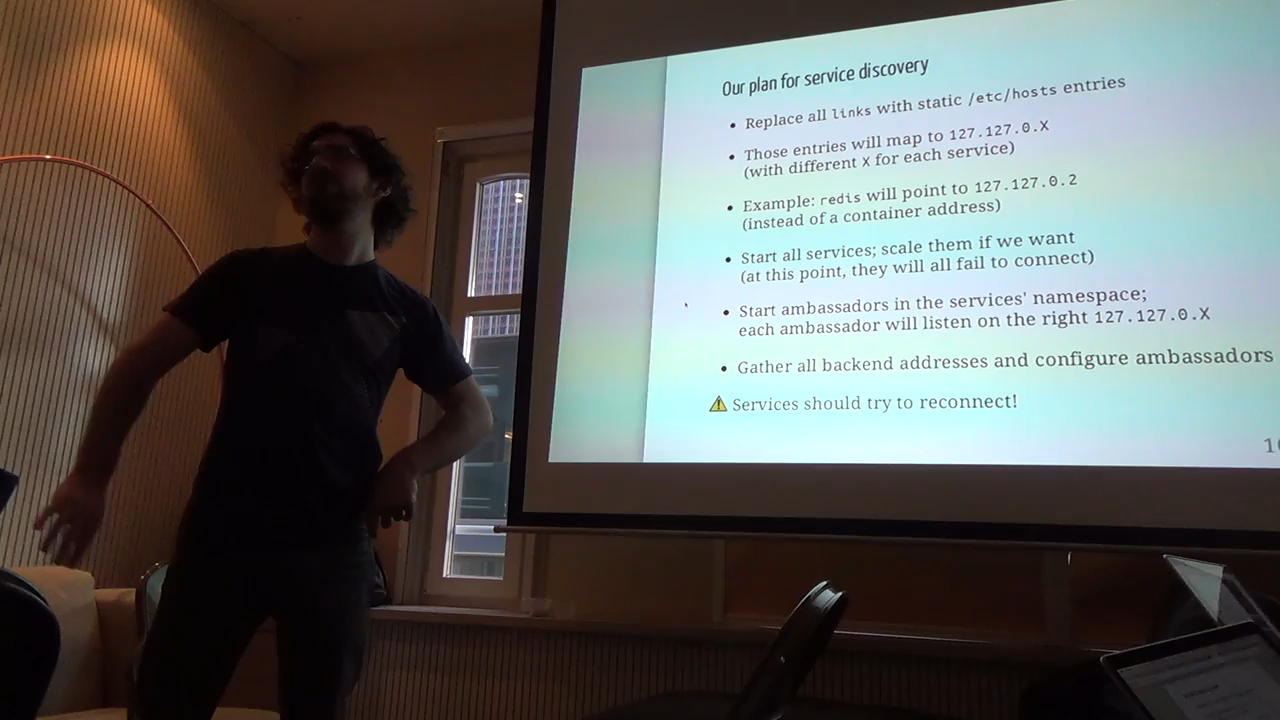 Our plan for service discovery
• Replace all links with static /etc/hosts entries
• Those entries will map to 127.127.0.X
(with different X for each service)
• Example: redis will point to 127.127.0.2
(instead of a container address)
• Start all services; scale them if we want
(at this point, they will all fail to connect)
• Start ambassadors in the services' namespace;
each ambassador will listen on the right 127.127.0.X
• Gather all backend addresses and configure ambassadors
⚠ Services should try to reconnect!